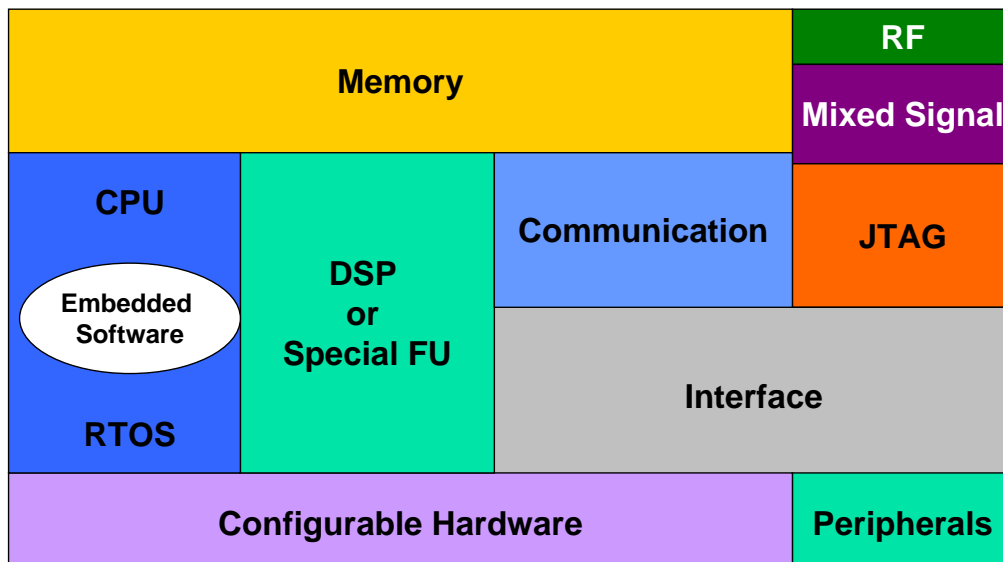 Memory
RF
Mixed Signal
CPU
Embedded
Software
RTOS
DSP
or
Special FU
Communication
JTAG
Interface
Configurable Hardware
Peripherals